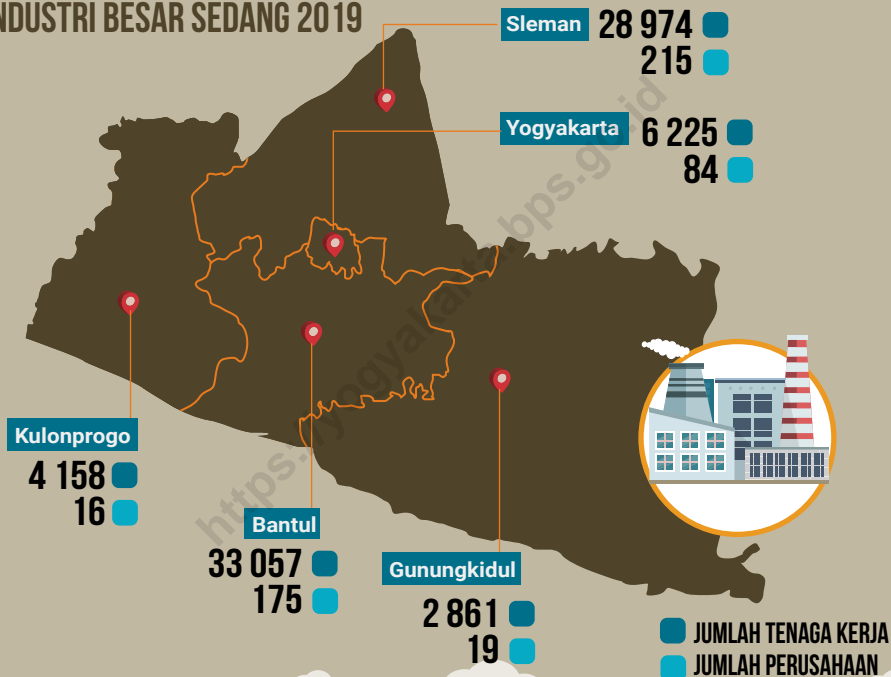 NDUSTRI BESAR SEDANG 2019
Sleman
28 974
215
Yogyakarta
6 225
84
Kulonprogo
4 158
16
Bantul
33 057
175
Gunungkidul
2 861
19
JUMLAH TENAGA KERJA
JUMLAH PERUSAHAAN
https://yogyakarta.bps.go.id